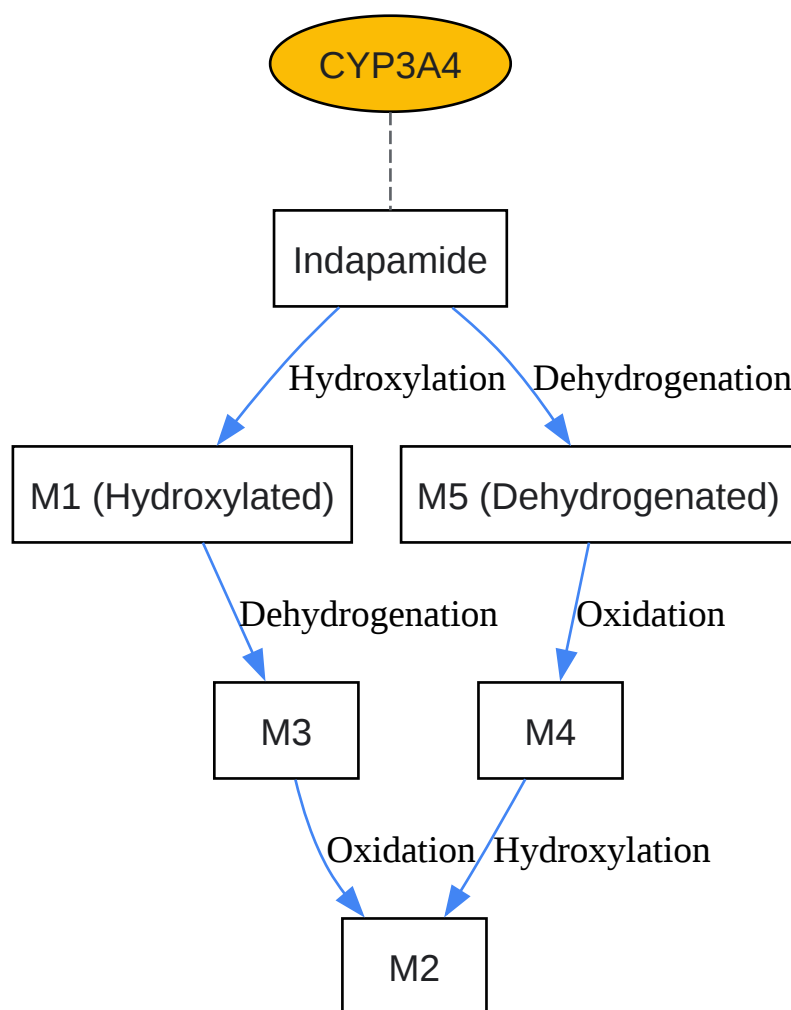 CYP3A4
Indapamide
Hydroxylation
Dehydrogenation
M1 (Hydroxylated)
M5 (Dehydrogenated)
Dehydrogenation
Oxidation
M3
M4
Oxidation
Hydroxylation
M2